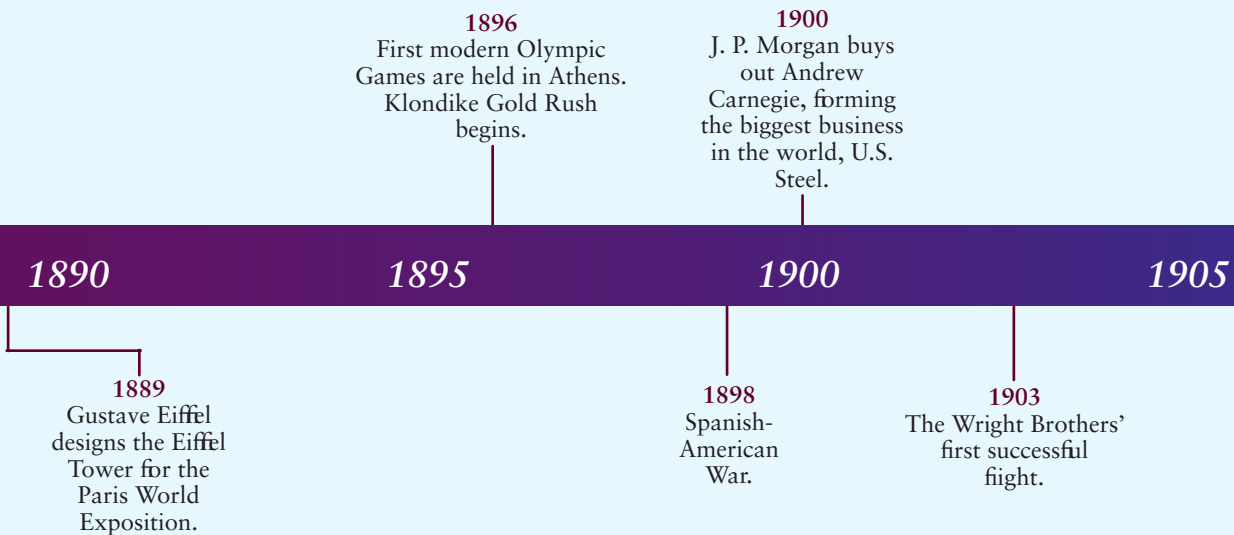 1896
First modern Olympic
Games are held in Athens.
Klondike Gold Rush
begins.
1900
J. P. Morgan buys
out Andrew
Carnegie, forming
the biggest business
in the world, U.S.
Steel.
1890
1895
1900
1905
1889
Gustave Eiffel
designs the Eiffel
Tower for the
Paris World
Exposition.
1898
Spanish-
American
War.
1903
The Wright Brothers’
first successful
fiight.